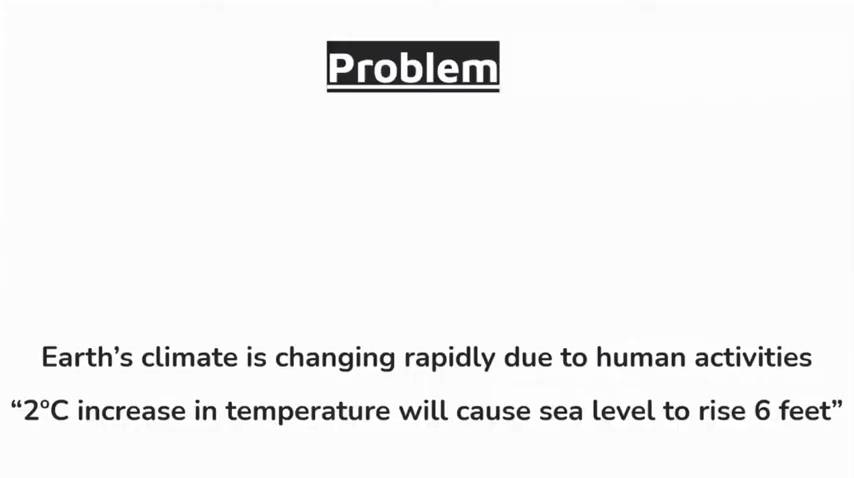 Problem
Earth’s climate is changing rapidly due to human activities
“2ºC increase in temperature will cause sea level to rise 6 feet”